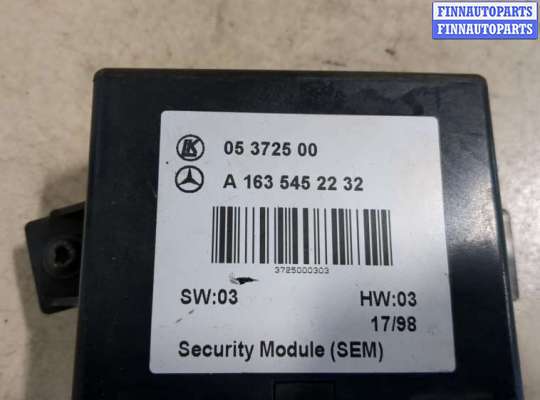 FINNAUTOPARTS
FINNAUTOPARTS
LK 05 3725 00
A 163 545 22 32
3725000303
SW:03 HW:03
17/98
Security Module (SEM)